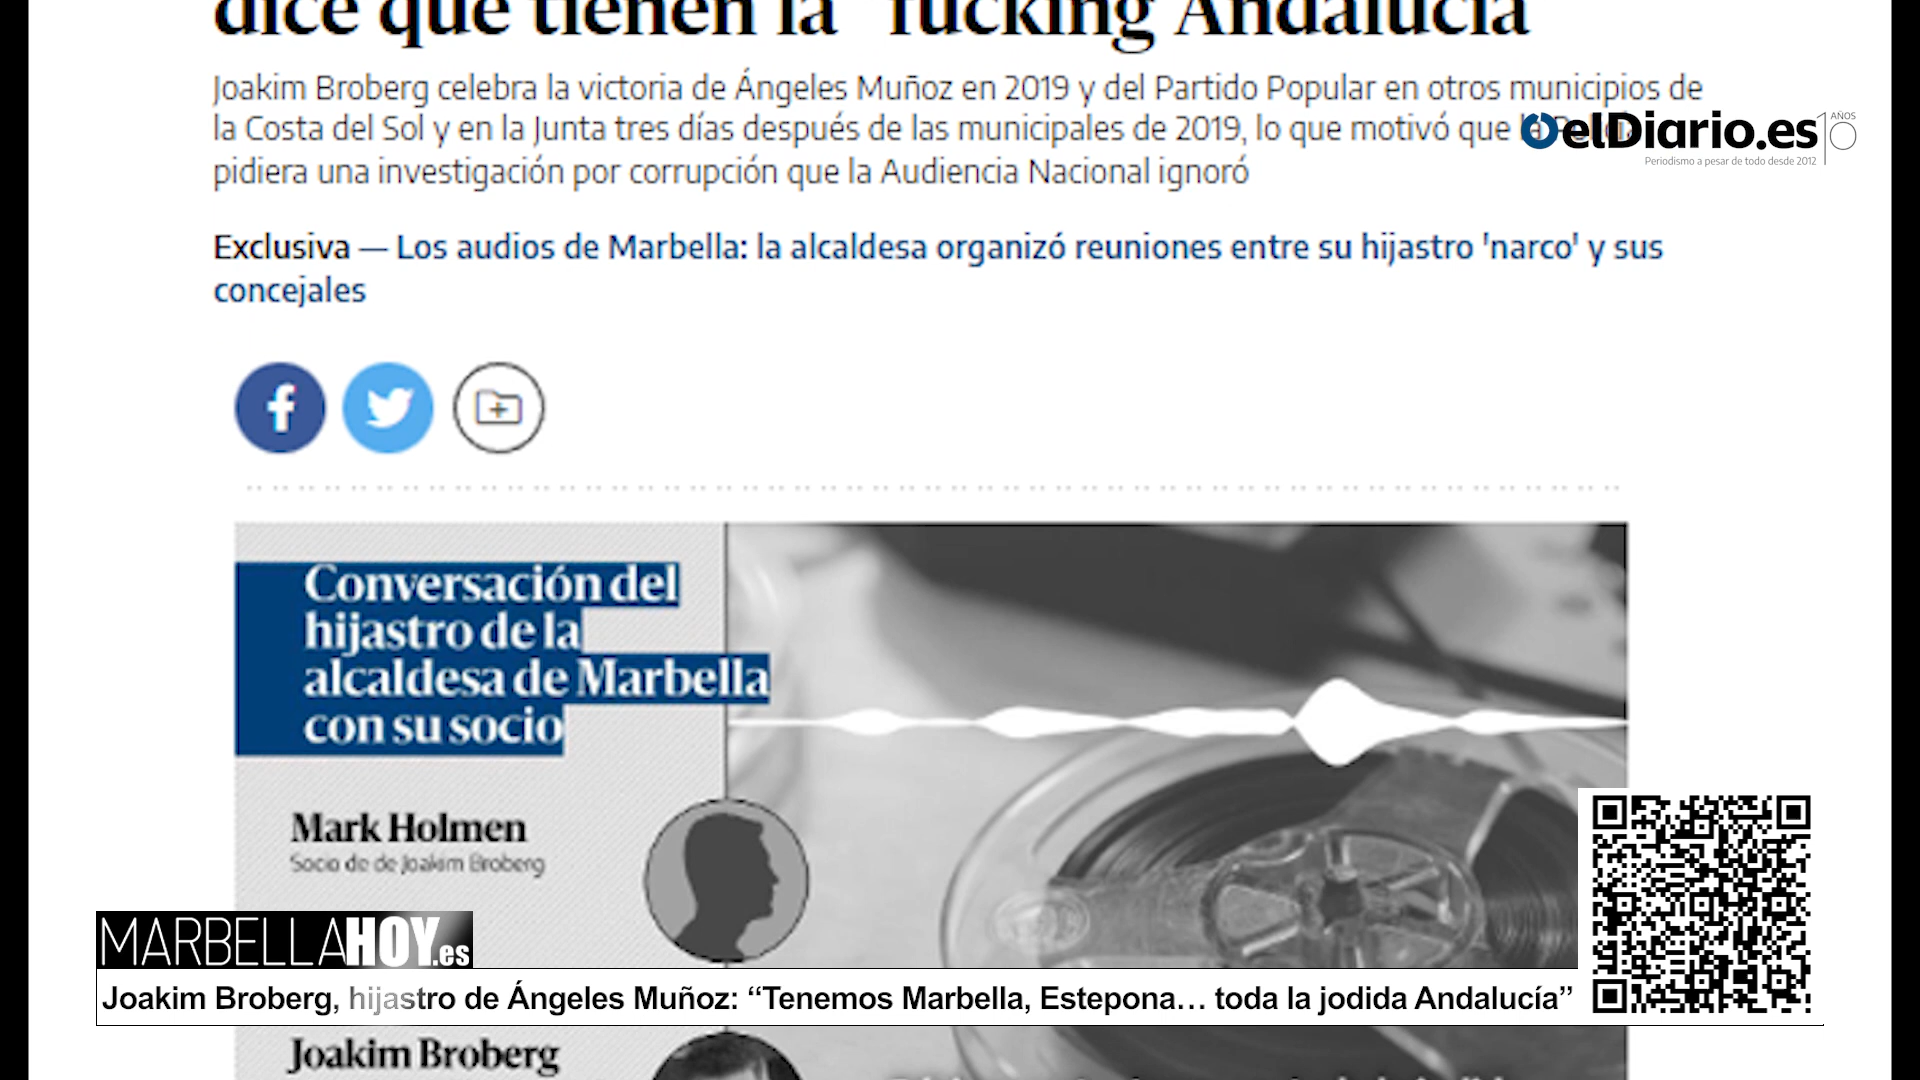 dice que tienen la "fucking Andalucía"
Joakim Broberg celebra la victoria de Ángeles Muñoz en 2019 y del Partido Popular en otros municipios de
la Costa del Sol y en la Junta tres días después de las municipales de 2019, lo que motivó que la
elDiario.es
10 AÑOS
Periodismo a pesar de todo desde 2012
pidiera una investigación por corrupción que la Audiencia Nacional ignoró
Exclusiva — Los audios de Marbella: la alcaldesa organizó reuniones entre su hijastro 'narco' y sus
concejales
Conversación del
hijastro de la
alcaldesa de Marbella
con su socio
Mark Holmen
Socio de de Joakim Broberg
MARBELLAHOY.es
Joakim Broberg, hijastro de Ángeles Muñoz: “Tenemos Marbella, Estepona… toda la jodida Andalucía”
Joakim Broberg